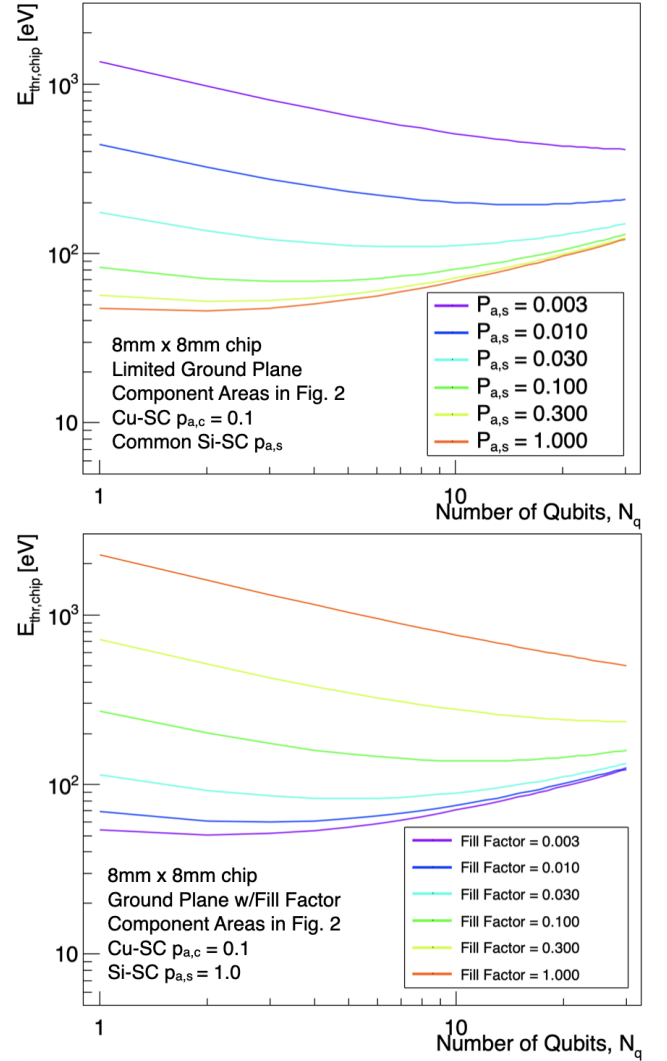 E_thr,chip [eV]
10^3
10^2
10
P_a,s = 0.003
P_a,s = 0.010
P_a,s = 0.030
P_a,s = 0.100
P_a,s = 0.300
P_a,s = 1.000
8mm x 8mm chip
Limited Ground Plane
Component Areas in Fig. 2
Cu-SC p_a,c = 0.1
Common Si-SC p_a,s
1 10
Number of Qubits, N_q
E_thr,chip [eV]
10^3
10^2
10
Fill Factor = 0.003
Fill Factor = 0.010
Fill Factor = 0.030
Fill Factor = 0.100
Fill Factor = 0.300
Fill Factor = 1.000
8mm x 8mm chip
Ground Plane w/Fill Factor
Component Areas in Fig. 2
Cu-SC p_a,c = 0.1
Si-SC p_a,s = 1.0
1 10
Number of Qubits, N_q